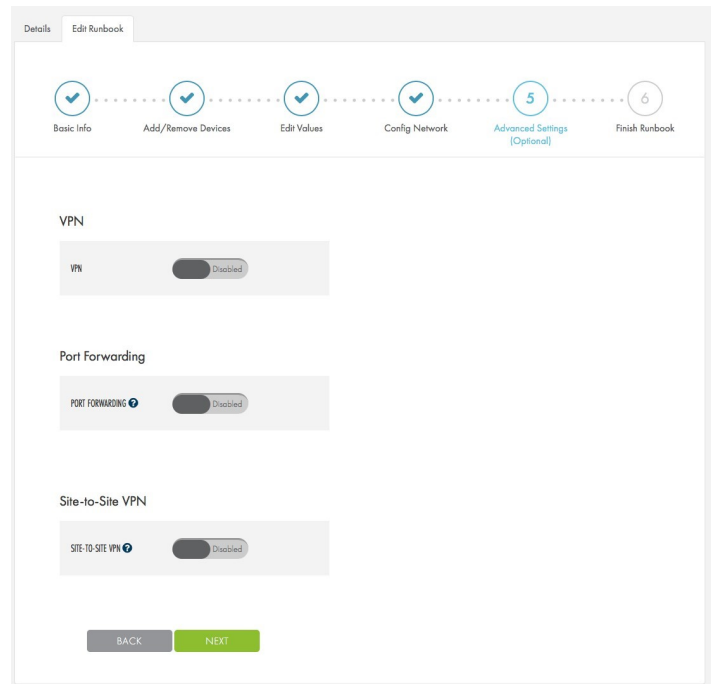 Details Edit Runbook
5 6
Basic Info Add/Remove Devices Edit Values Config Network Advanced Settings Finish Runbook
(Optional)
VPN
VPN Disabled
Port Forwarding
PORT FORWARDING ? Disabled
Site-to-Site VPN
SITE-TO-SITE VPN ? Disabled
BACK NEXT